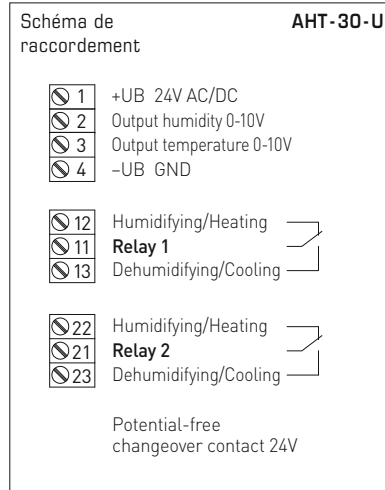 Schéma de raccordement
AHT-30-U
1 +UB 24V AC/DC
2 Output humidity 0-10V
3 Output temperature 0-10V
4 –UB GND
12 Humidifying/Heating
11 Relay 1
13 Dehumidifying/Cooling
22 Humidifying/Heating
21 Relay 2
23 Dehumidifying/Cooling
Potential-free
changeover contact 24V